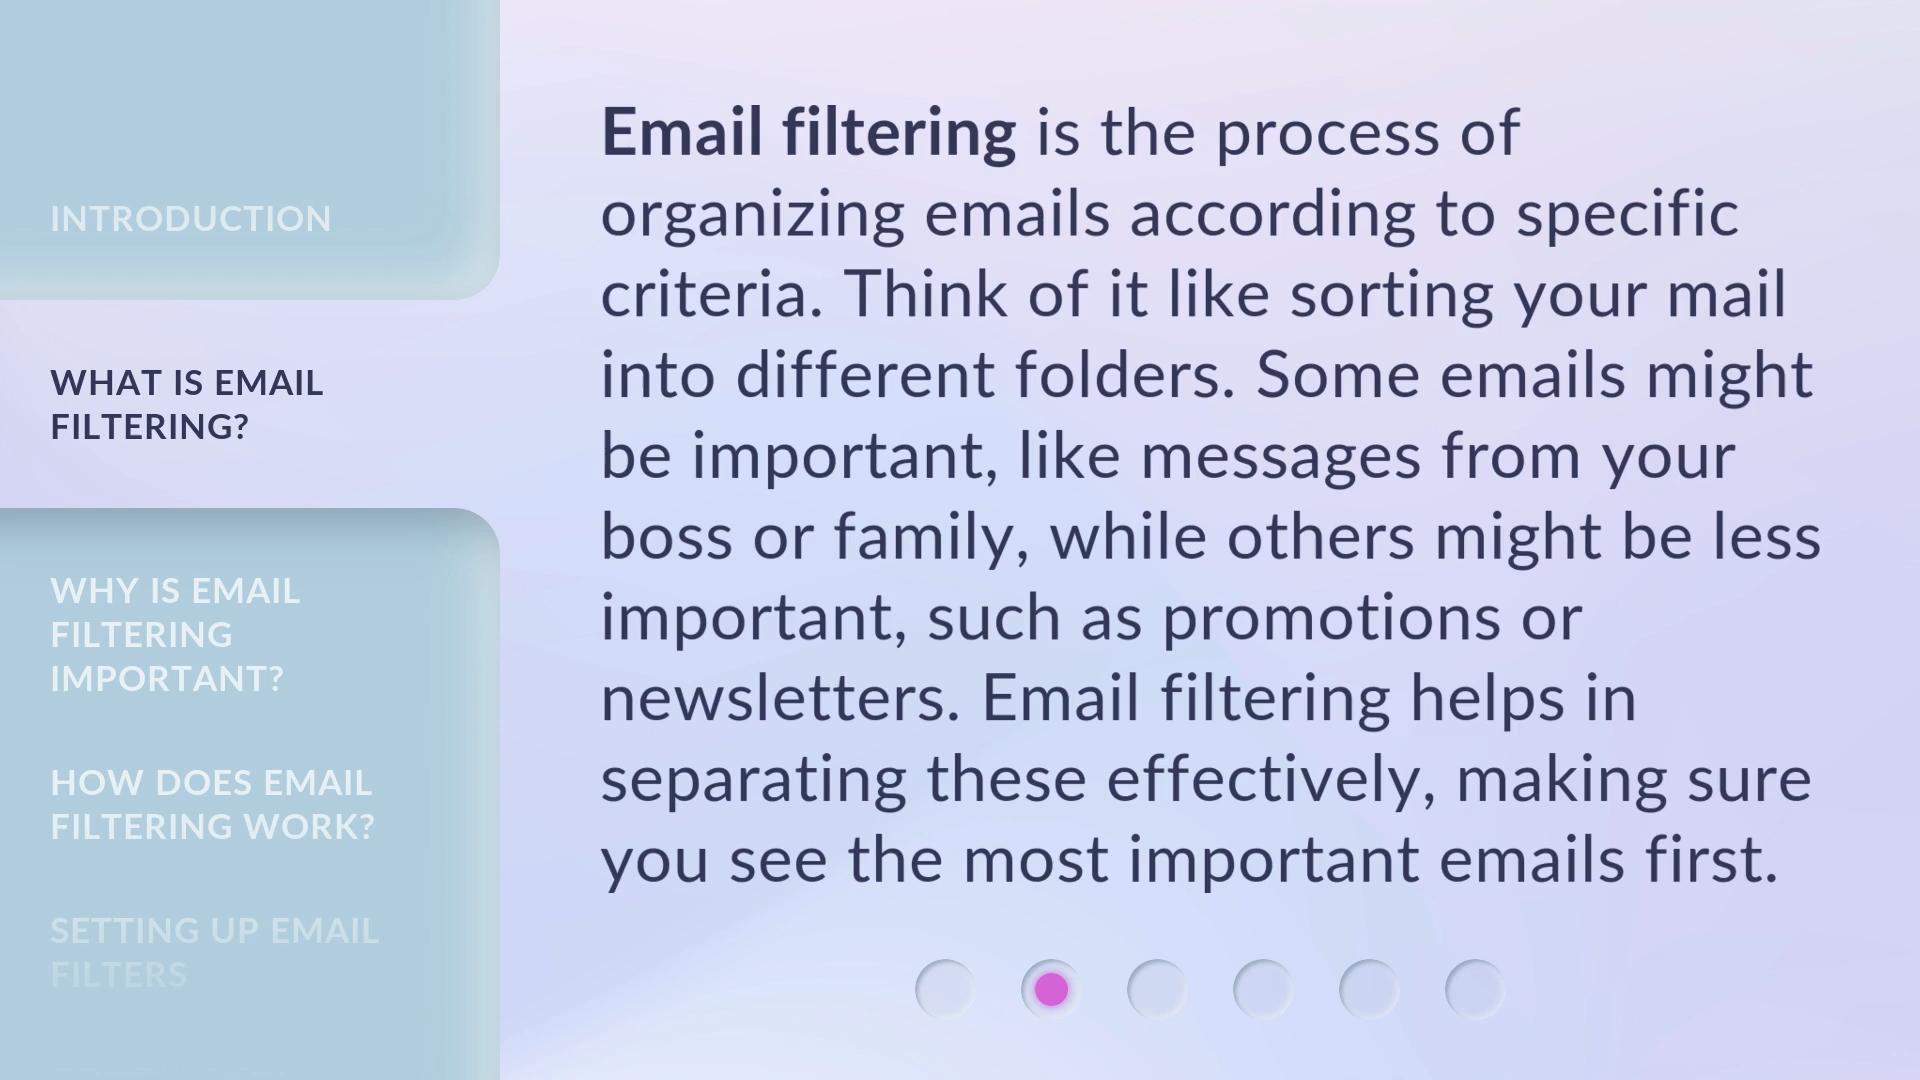 INTRODUCTION
WHAT IS EMAIL
FILTERING?
WHY IS EMAIL
FILTERING
IMPORTANT?
HOW DOES EMAIL
FILTERING WORK?
SETTING UP EMAIL
FILTERS
Email filtering is the process of
organizing emails according to specific
criteria. Think of it like sorting your mail
into different folders. Some emails might
be important, like messages from your
boss or family, while others might be less
important, such as promotions or
newsletters. Email filtering helps in
separating these effectively, making sure
you see the most important emails first.